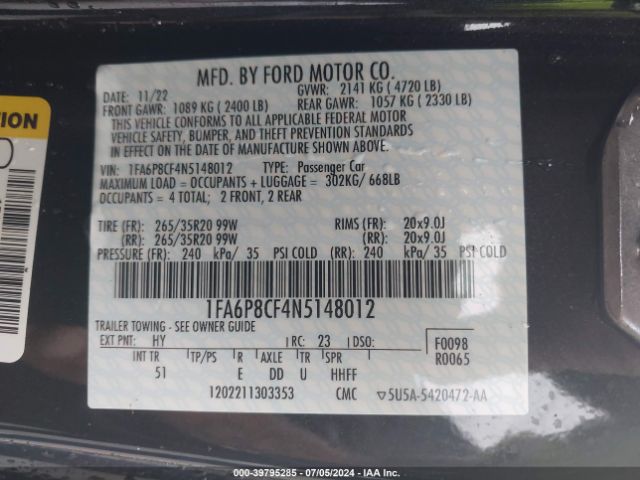 MFD. BY FORD MOTOR CO.
DATE: 11/22 GVWR: 2141 KG ( 4720 LB)
FRONT GAWR: 1089 KG ( 2400 LB) REAR GAWR: 1057 KG ( 2330 LB)
THIS VEHICLE CONFORMS TO ALL APPLICABLE FEDERAL MOTOR
VEHICLE SAFETY, BUMPER, AND THEFT PREVENTION STANDARDS
IN EFFECT ON THE DATE OF MANUFACTURE SHOWN ABOVE.
VIN: 1FA6P8CF4N5148012 TYPE: Passenger Car
MAXIMUM LOAD = OCCUPANTS + LUGGAGE = 302KG/ 668LB
OCCUPANTS = 4 TOTAL; 2 FRONT, 2 REAR
TIRE (FR): 265/35R20 99W RIMS (FR): 20x9.0J
(RR): 265/35R20 99W (RR): 20x9.0J
PRESSURE (FR): 240 kPa/ 35 PSI COLD (RR): 240 kPa/ 35 PSI COLD
1FA6P8CF4N5148012
TRAILER TOWING - SEE OWNER GUIDE
EXT PNT: HY RC: 23 DSO: F0098
INT TR TP/PS R AXLE TR SPR R0065
51 E DD U HHFF
1202211303353 CMC 5U5A-5420472-AA
000-39795285 - 07/05/2024 - IAA Inc.